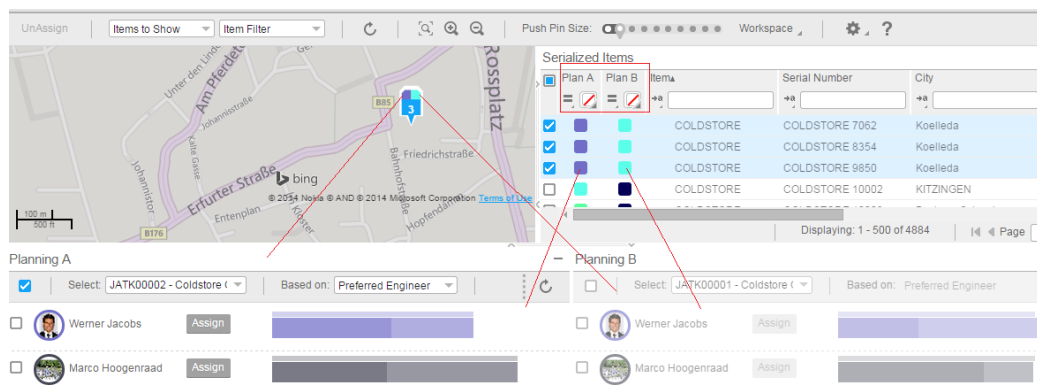 UnAssign Items to Show Item Filter Push Pin Size: Workspace ?
Unter den Linden
Am Pferdet
Johannisstraße
Kalte Gasse
Johannistor
B85
3
Rossplatz
Friedrichstraße
Bahnhofstraße
Erfurter Straße
bing
© 2014 Nokia © AND © 2014 Microsoft Corporation Terms of Use
Entenplan
Kloster
Hopfendamm
100 m
500 ft
B176
Serialized Items
Plan A Plan B Item Serial Number City
COLDSTORE COLDSTORE 7062 Koelleda
COLDSTORE COLDSTORE 8354 Koelleda
COLDSTORE COLDSTORE 9850 Koelleda
COLDSTORE COLDSTORE 10002 KITZINGEN
Displaying: 1 - 500 of 4884 Page
Planning A
Select: JATK00002 - Coldstore Based on: Preferred Engineer
Werner Jacobs Assign
Marco Hoogenraad Assign
Planning B
Select: JATK00001 - Coldstore Based on: Preferred Engineer
Werner Jacobs Assign
Marco Hoogenraad Assign